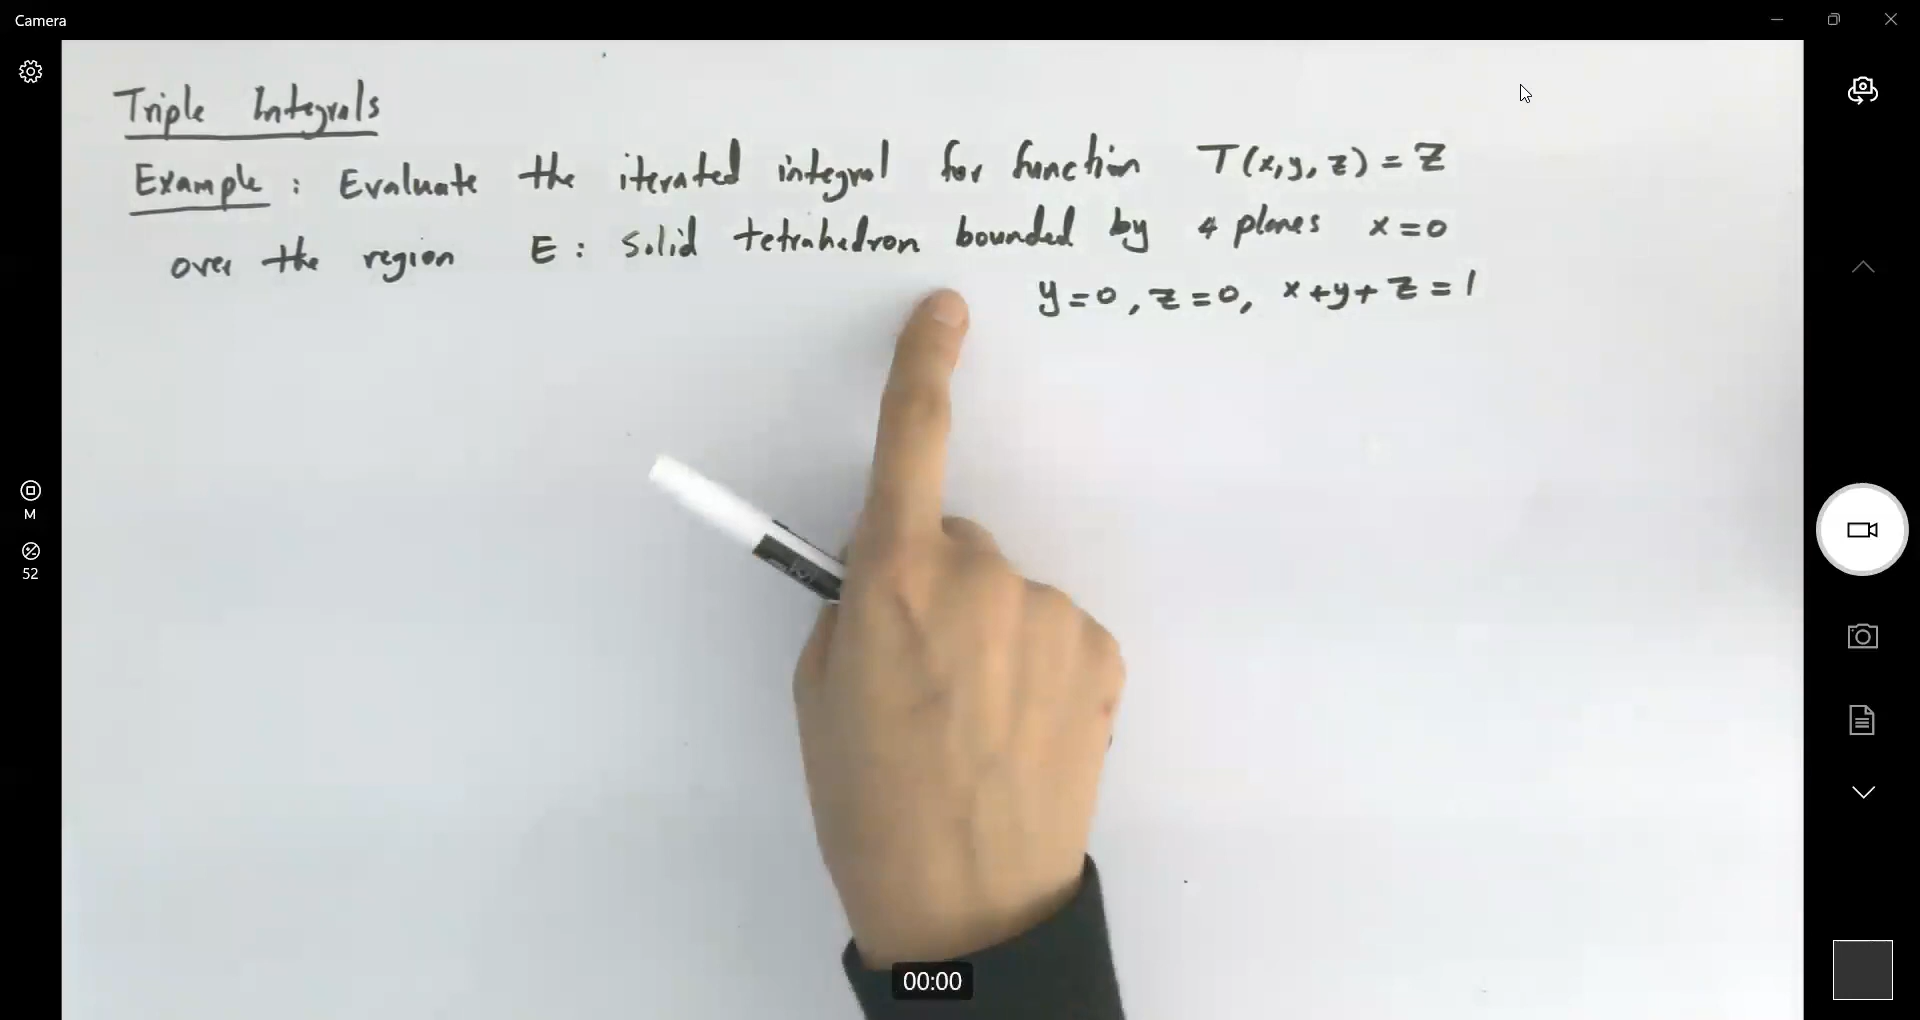 Camera
Triple Integrals
Example : Evaluate the iterated integral for function T(x,y,z) = Z
over the region E : Solid tetrahedron bounded by 4 planes x=0
y=0, z=0, x+y+z=1
M
52
00:00